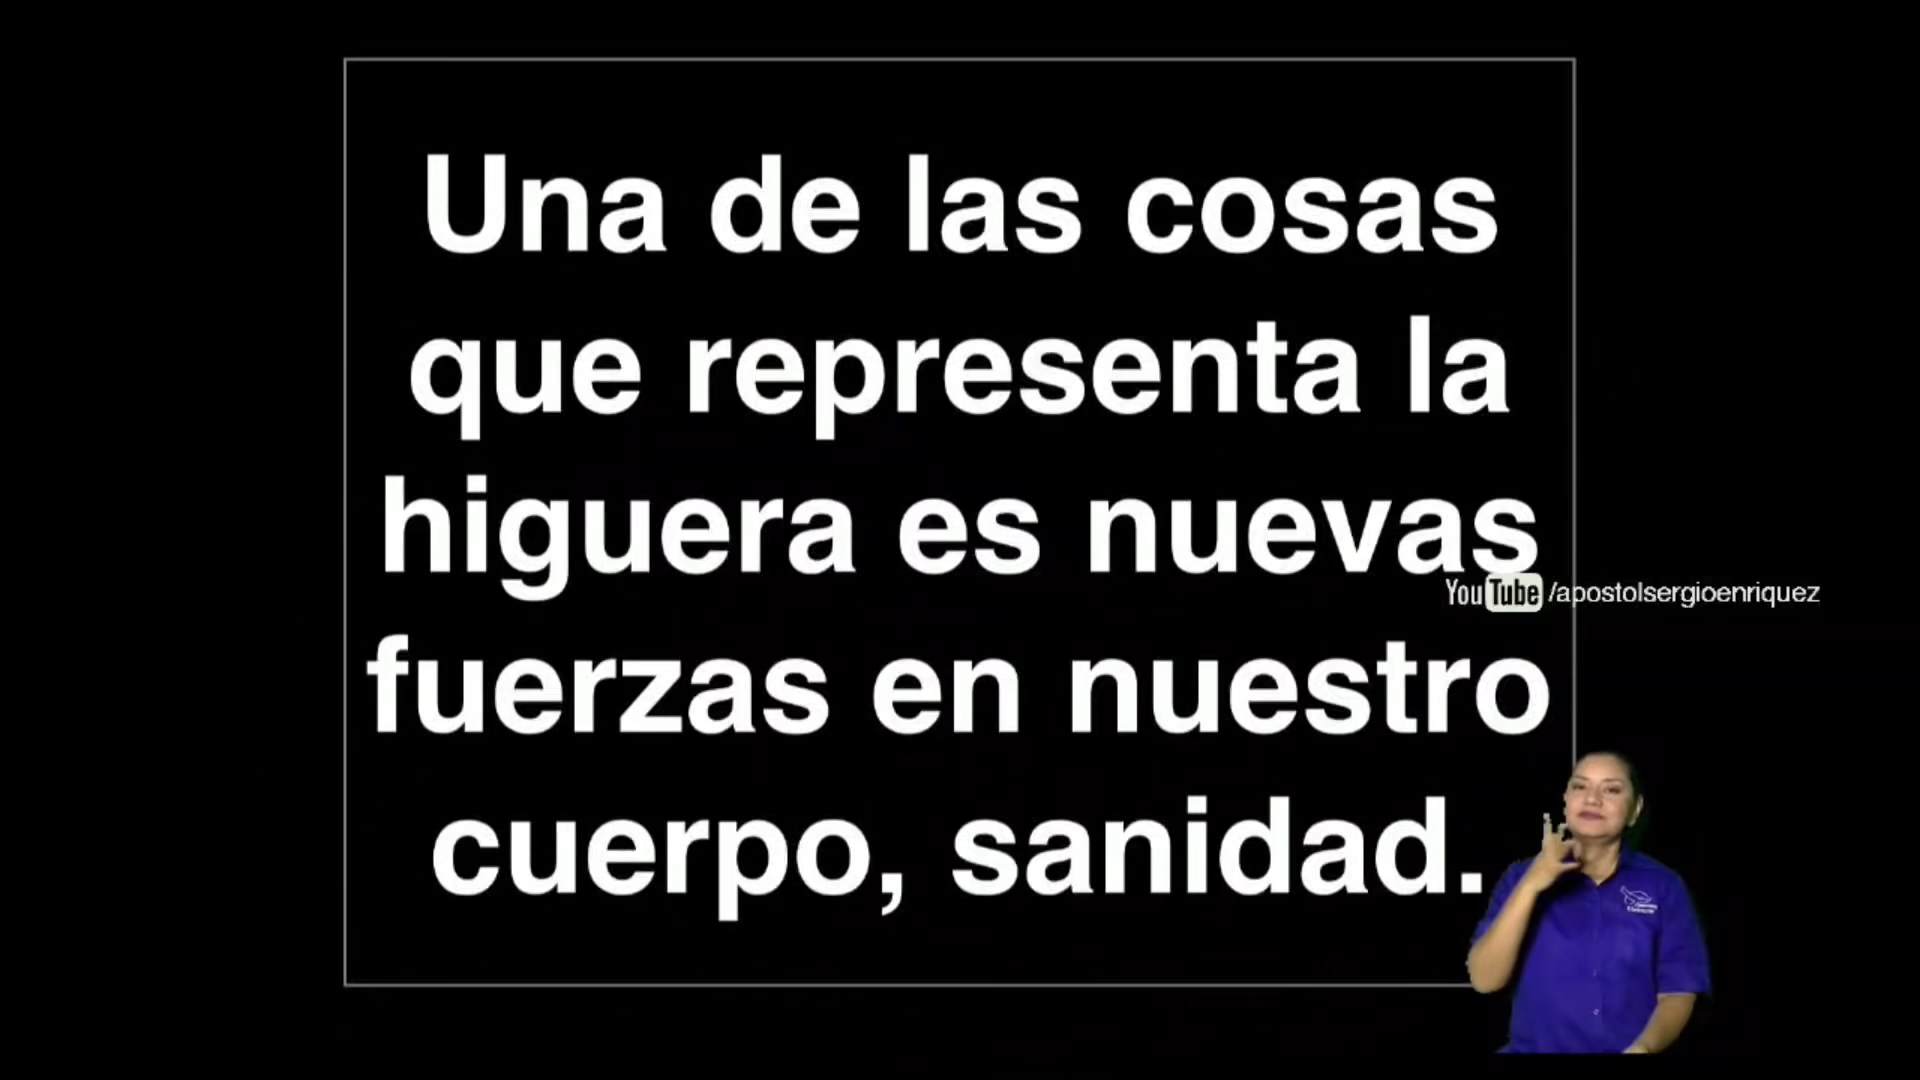 Una de las cosas
que representa la
higuera es nuevas
YouTube /apostolsergioenriquez
fuerzas en nuestro
cuerpo, sanidad.